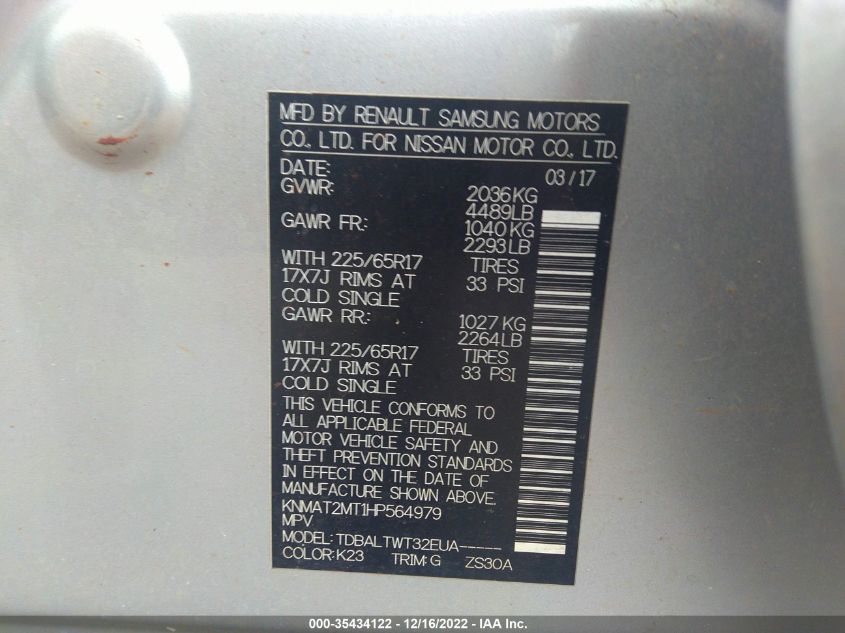 MFD BY RENAULT SAMSUNG MOTORS
CO., LTD. FOR NISSAN MOTOR CO., LTD.
DATE: 03/17
GVWR: 2036KG
4489LB
GAWR FR.: 1040KG
2293LB
WITH 225/65R17 TIRES
17X7J RIMS AT 33 PSI
COLD SINGLE
GAWR RR.: 1027KG
2264LB
WITH 225/65R17 TIRES
17X7J RIMS AT 33 PSI
COLD SINGLE
THIS VEHICLE CONFORMS TO
ALL APPLICABLE FEDERAL
MOTOR VEHICLE SAFETY AND
THEFT PREVENTION STANDARDS
IN EFFECT ON THE DATE OF
MANUFACTURE SHOWN ABOVE.
KNMAT2MT1HP564979
MPV
MODEL: TDBALTWT32EUA-----
COLOR: K23 TRIM: G ZS30A
000-35434122 - 12/16/2022 - IAA Inc.